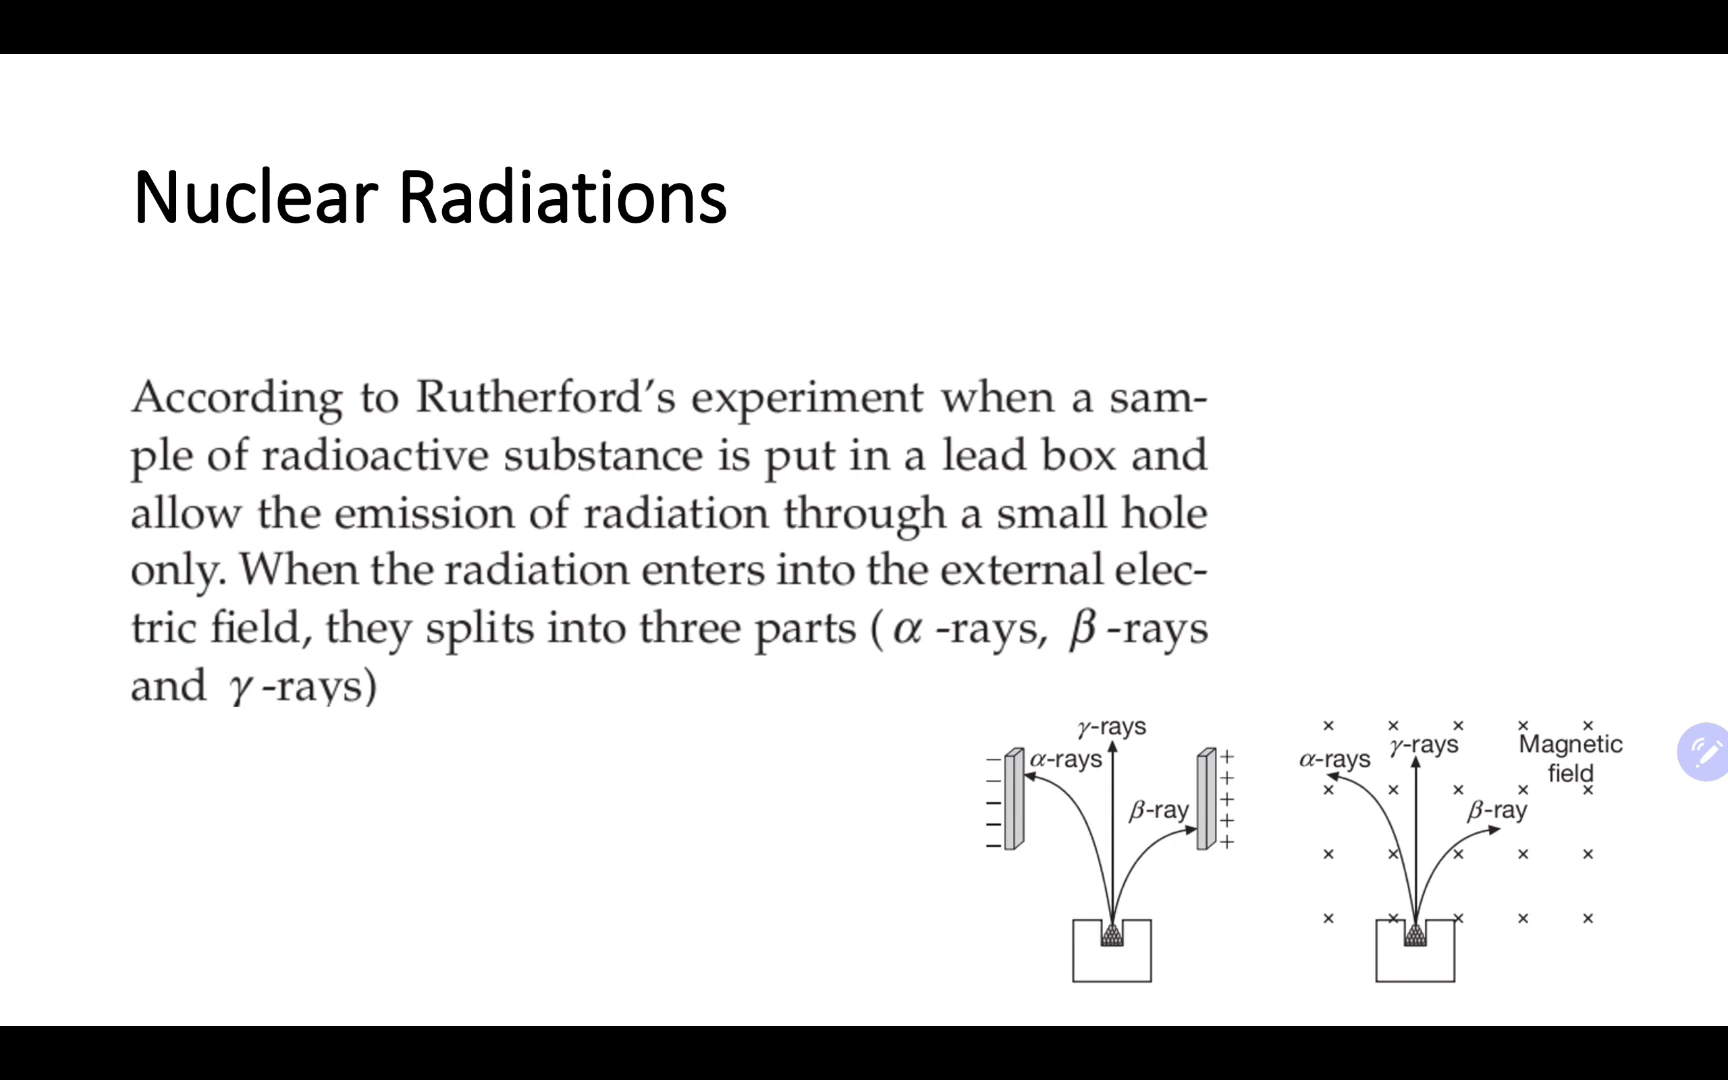 Nuclear Radiations
According to Rutherford's experiment when a sam-
ple of radioactive substance is put in a lead box and
allow the emission of radiation through a small hole
only. When the radiation enters into the external elec-
tric field, they splits into three parts ( α -rays, β -rays
and γ -rays)
γ-rays
α-rays
β-ray
γ-rays
α-rays
Magnetic
field
β-ray